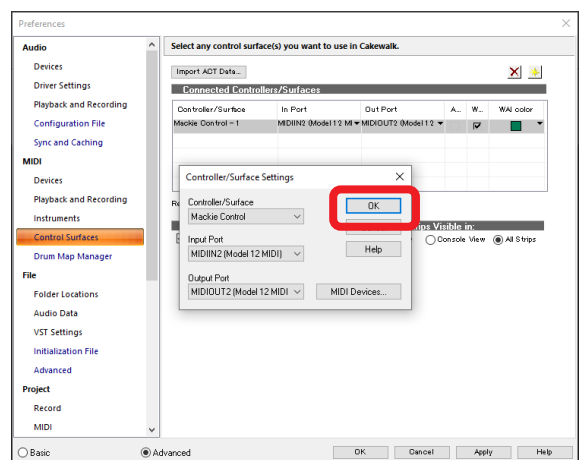 Preferences
Audio
Devices
Driver Settings
Playback and Recording
Configuration File
Sync and Caching
MIDI
Devices
Playback and Recording
Instruments
Control Surfaces
Drum Map Manager
File
Folder Locations
Audio Data
VST Settings
Initialization File
Advanced
Project
Record
MIDI
Basic
Advanced
Select any control surface(s) you want to use in Cakewalk.
Import ACT Data...
Connected Controllers/Surfaces
Controller/Surface In Port Out Port A... W... WAI color
Mackie Control - 1 MIDIIN2 (Model 12 MI MIDIOUT2 (Model 12
Controller/Surface Settings
Controller/Surface
Mackie Control
Input Port
MIDIIN2 (Model 12 MIDI)
Output Port
MIDIOUT2 (Model 12 MIDI
OK
Help
MIDI Devices...
ips Visible in:
Console View All Strips
OK Cancel Apply Help